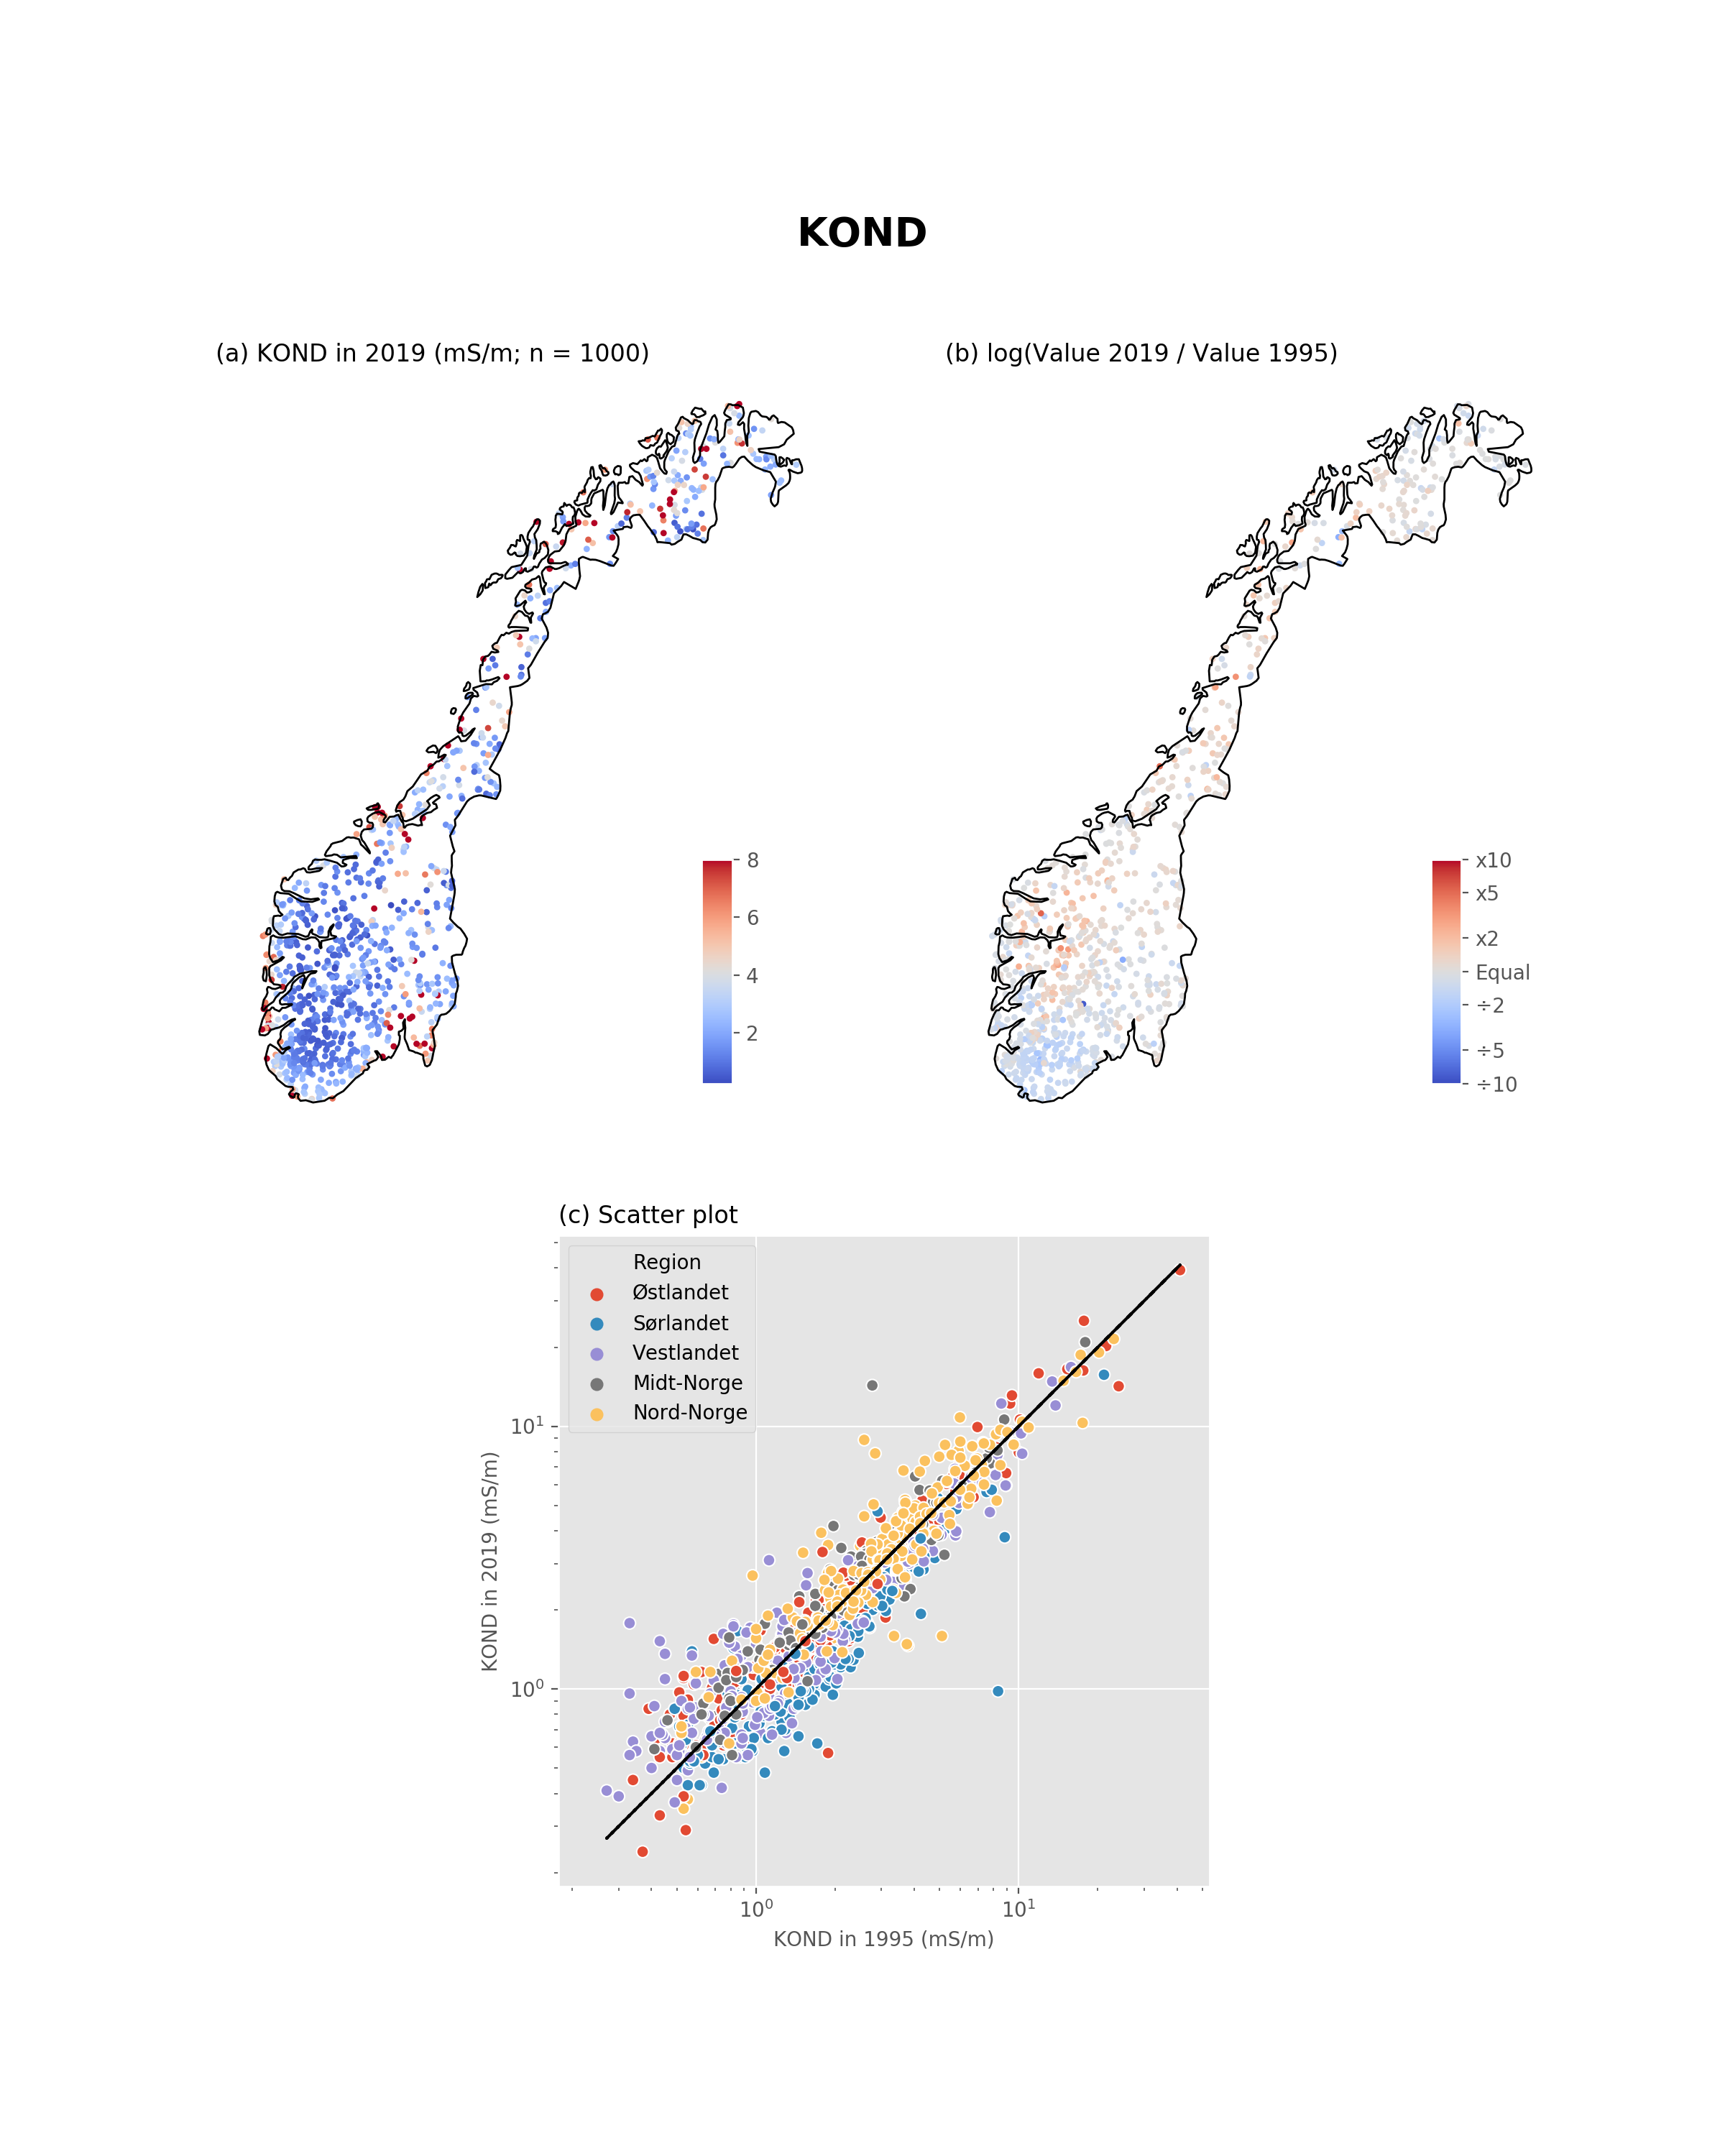 KOND
(a) KOND in 2019 (mS/m; n = 1000)
(b) log(Value 2019 / Value 1995)
8
6
4
2
x10
x5
x2
Equal
÷2
÷5
÷10
(c) Scatter plot
Region
Østlandet
Sørlandet
Vestlandet
Midt-Norge
Nord-Norge
KOND in 2019 (mS/m)
10¹
10⁰
10⁰
10¹
KOND in 1995 (mS/m)